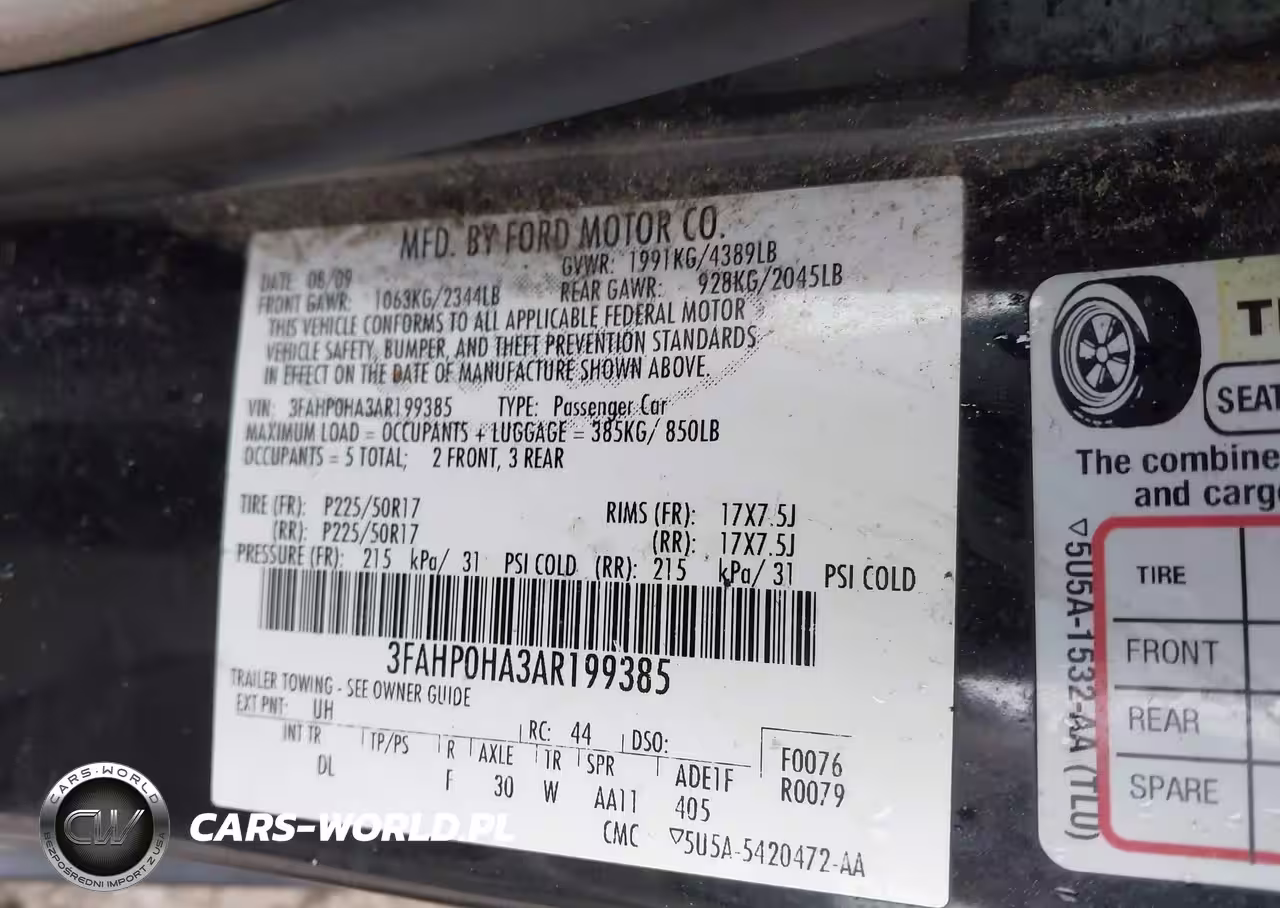 MFD. BY FORD MOTOR CO.
DATE: 08/09 GVWR: 1991KG/4389LB
FRONT GAWR: 1063KG/2344LB REAR GAWR: 928KG/2045LB
THIS VEHICLE CONFORMS TO ALL APPLICABLE FEDERAL MOTOR
VEHICLE SAFETY, BUMPER, AND THEFT PREVENTION STANDARDS
IN EFFECT ON THE DATE OF MANUFACTURE SHOWN ABOVE.
VIN: 3FAHP0HA3AR199385 TYPE: Passenger Car
MAXIMUM LOAD = OCCUPANTS + LUGGAGE = 385KG/ 850LB
OCCUPANTS = 5 TOTAL; 2 FRONT, 3 REAR
TIRE (FR): P225/50R17 RIMS (FR): 17X7.5J
(RR): P225/50R17 (RR): 17X7.5J
PRESSURE (FR): 215 kPa/ 31 PSI COLD (RR): 215 kPa/ 31 PSI COLD
3FAHP0HA3AR199385
TRAILER TOWING - SEE OWNER GUIDE
EXT PNT: UH RC: 44 DSO:
INT TR TP/PS R AXLE TR SPR ADE1F F0076
DL F 30 W AA11 405 R0079
CMC ▽5U5A-5420472-AA
T
SEAT
The combine
and cargo
TIRE
FRONT
REAR
SPARE
▽5U5A-1532-AA (TLU)
CARS-WORLD
CW
BEZPOŚREDNI IMPORT Z USA
CARS-WORLD.PL